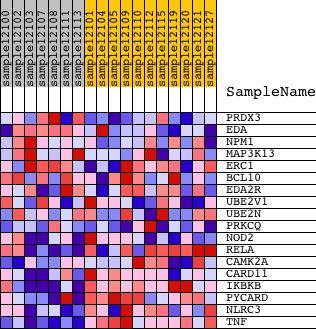 sample12100
sample12102
sample12103
sample12107
sample12108
sample12111
sample12113
sample12101
sample12104
sample12105
sample12109
sample12110
sample12112
sample12115
sample12119
sample12120
sample12121
sample12127
SampleName
PRDX3
EDA
NPM1
MAP3K13
ERC1
BCL10
EDA2R
UBE2V1
UBE2N
PRKCQ
NOD2
RELA
CAMK2A
CARD11
IKBKB
PYCARD
NLRC3
TNF